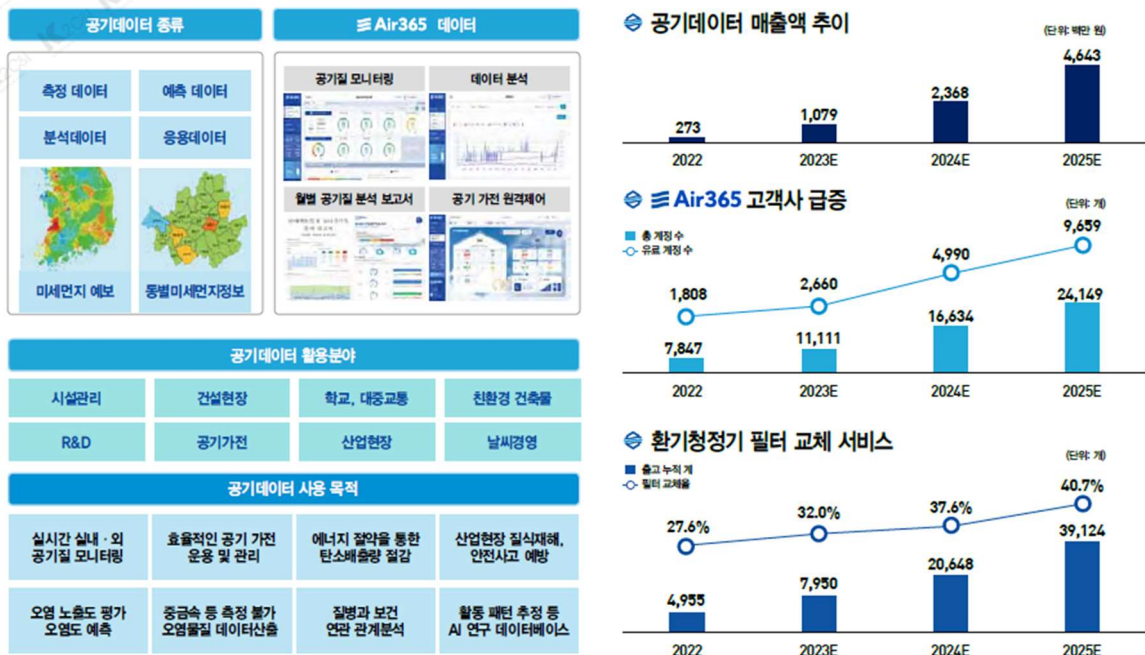 공기데이터 종류
Air365 데이터
측정 데이터
예측 데이터
분석데이터
응용데이터
미세먼지 예보
동별미세먼지정보
공기질 모니터링
데이터 분석
월별 공기질 분석 보고서
공기 가전 원격제어
공기데이터 활용분야
시설관리
건설현장
학교, 대중교통
친환경 건축물
R&D
공기가전
산업현장
날씨경영
공기데이터 사용 목적
실시간 실내 · 외
공기질 모니터링
효율적인 공기 가전
운용 및 관리
에너지 절약을 통한
탄소배출량 절감
산업현장 질식재해,
안전사고 예방
오염 노출도 평가
오염도 예측
중금속 등 측정 불가
오염물질 데이터산출
질병과 보건
연관 관계분석
활동 패턴 추정 등
AI 연구 데이터베이스
공기데이터 매출액 추이
(단위: 백만 원)
273
1,079
2,368
4,643
2022
2023E
2024E
2025E
Air365 고객사 급증
(단위: 개)
총 계정 수
유료 계정 수
1,808
2,660
4,990
9,659
7,847
11,111
16,634
24,149
2022
2023E
2024E
2025E
환기청정기 필터 교체 서비스
(단위: 개)
출고 누적 계
필터 교체율
27.6%
32.0%
37.6%
40.7%
4,955
7,950
20,648
39,124
2022
2023E
2024E
2025E